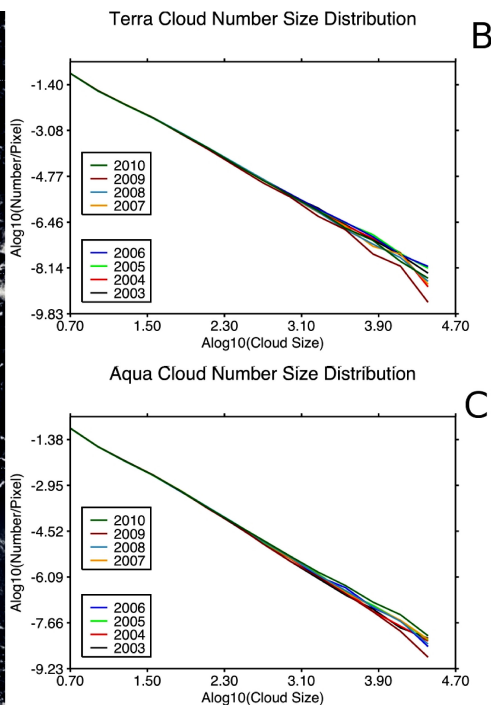 Terra Cloud Number Size Distribution
B
-1.40
-3.08
-4.77
-6.46
-8.14
-9.83
Alog10(Number/Pixel)
2010
2009
2008
2007
2006
2005
2004
2003
0.70 1.50 2.30 3.10 3.90 4.70
Alog10(Cloud Size)
Aqua Cloud Number Size Distribution
C
-1.38
-2.95
-4.52
-6.09
-7.66
-9.23
Alog10(Number/Pixel)
2010
2009
2008
2007
2006
2005
2004
2003
0.70 1.50 2.30 3.10 3.90 4.70
Alog10(Cloud Size)